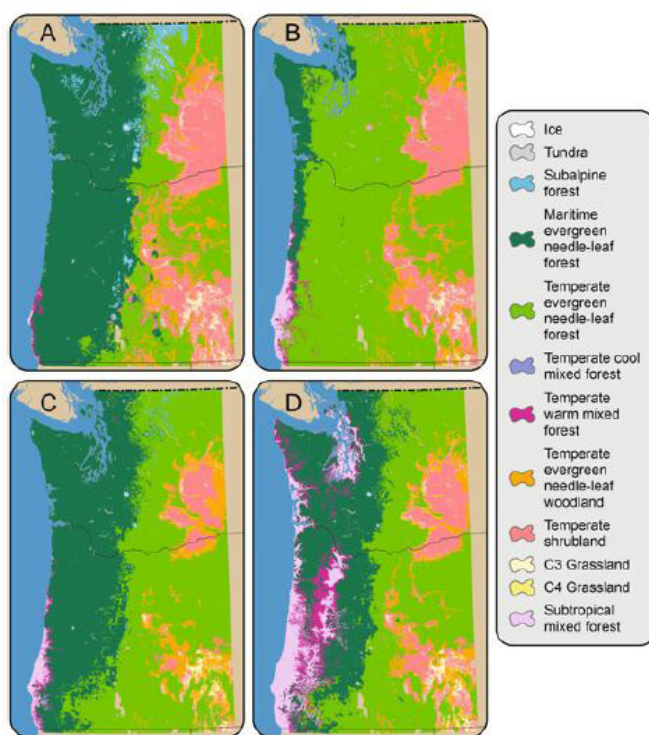 A
B
C
D
Ice
Tundra
Subalpine
forest
Maritime
evergreen
needle-leaf
forest
Temperate
evergreen
needle-leaf
forest
Temperate cool
mixed forest
Temperate
warm mixed
forest
Temperate
evergreen
needle-leaf
woodland
Temperate
shrubland
C3 Grassland
C4 Grassland
Subtropical
mixed forest